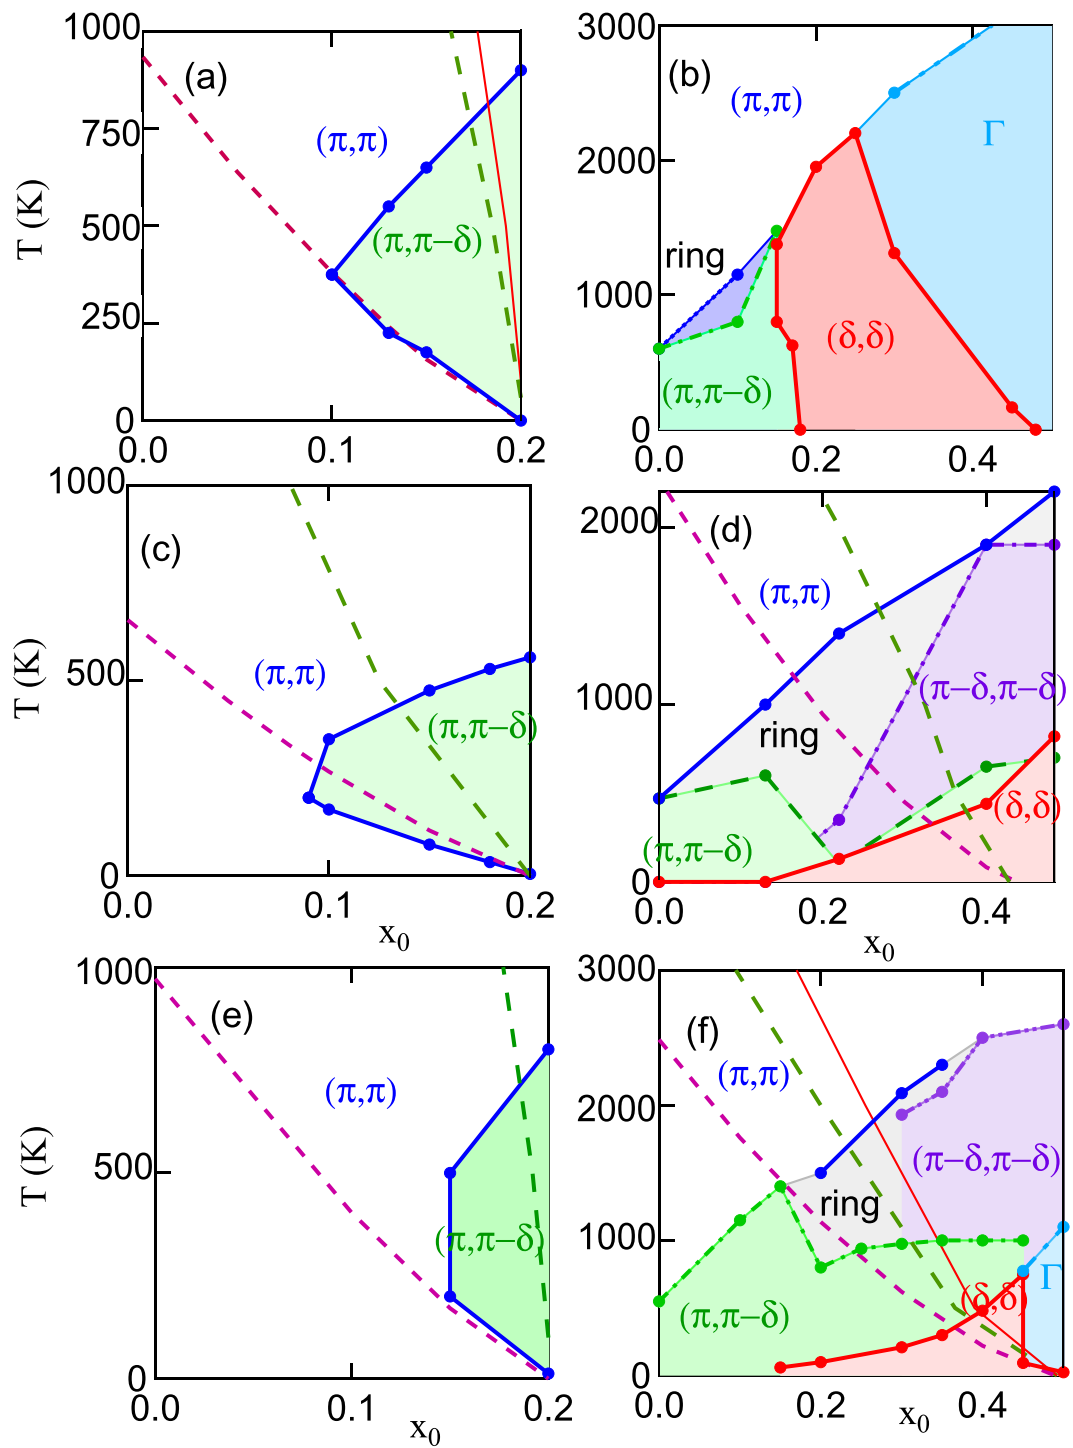 1000
750
500
250
0
T (K)
(a)
(π,π)
(π,π−δ)
0.0
0.1
0.2
3000
2000
1000
0
(b)
(π,π)
Γ
ring
(δ,δ)
(π,π−δ)
0.0
0.2
0.4
1000
500
0
T (K)
(c)
(π,π)
(π,π−δ)
0.0
0.1
0.2
x0
2000
1000
0
(d)
(π,π)
(π−δ,π−δ)
ring
(δ,δ)
(π,π−δ)
0.0
0.2
0.4
x0
1000
500
0
T (K)
(e)
(π,π)
(π,π−δ)
0.0
0.1
0.2
x0
3000
2000
1000
0
(f)
(π,π)
(π−δ,π−δ)
ring
Γ
(δ,δ)
(π,π−δ)
0.0
0.2
0.4
x0